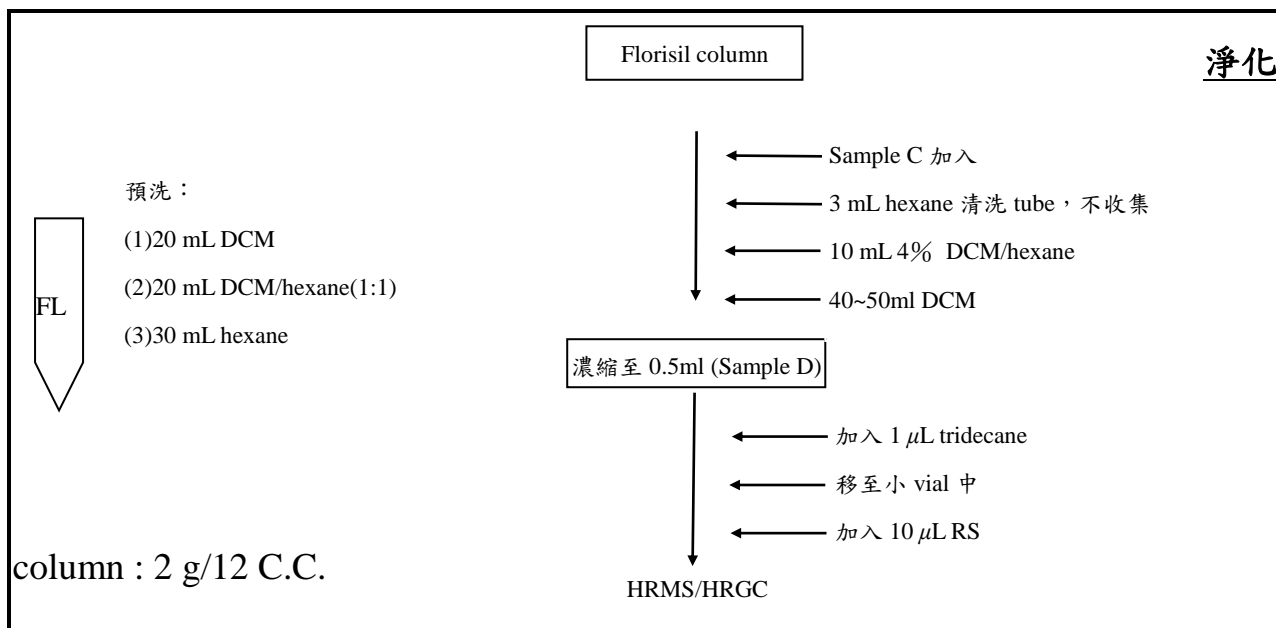 Florisil column
淨化
Sample C 加入
3 mL hexane 清洗 tube，不收集
10 mL 4％ DCM/hexane
40~50ml DCM
預洗：
(1)20 mL DCM
(2)20 mL DCM/hexane(1:1)
(3)30 mL hexane
FL
濃縮至 0.5ml (Sample D)
加入 1 μL tridecane
移至小 vial 中
加入 10 μL RS
column : 2 g/12 C.C.
HRMS/HRGC